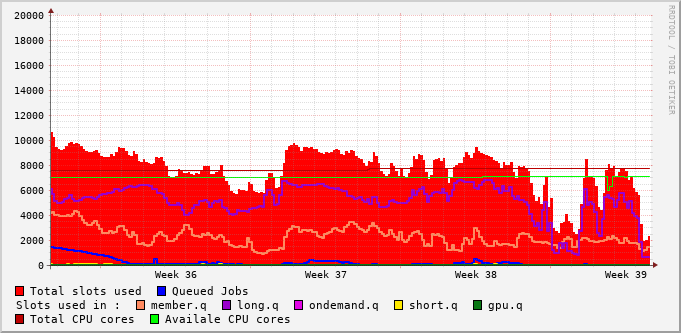 RRDTOOL / TOBI OETIKER
20000
18000
16000
14000
12000
10000
8000
6000
4000
2000
0
Week 36 Week 37 Week 38 Week 39
Total slots used Queued Jobs
Slots used in : member.q long.q ondemand.q short.q gpu.q
Total CPU cores Availale CPU cores